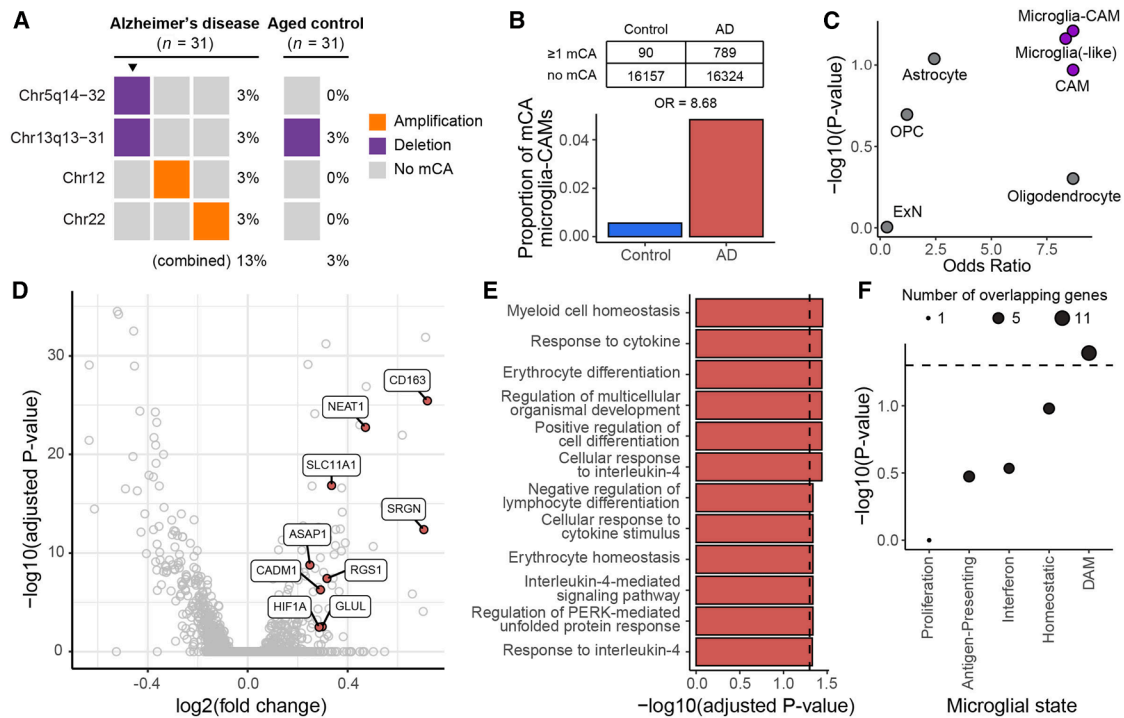 A
Alzheimer's disease
(n = 31)
Aged control
(n = 31)
Chr5q14−32
3%
0%
Chr13q13−31
3%
3%
Chr12
3%
0%
Chr22
3%
0%
(combined) 13%
3%
Amplification
Deletion
No mCA
B
Control
AD
≥1 mCA
90
789
no mCA
16157
16324
OR = 8.68
Proportion of mCA
microglia-CAMs
0.04
0.02
0.00
Control
AD
C
−log10(P-value)
1.0
0.5
0.0
Microglia-CAM
Microglia(-like)
CAM
Astrocyte
OPC
Oligodendrocyte
ExN
0.0
2.5
5.0
7.5
Odds Ratio
D
−log10(adjusted P-value)
30
20
10
0
CD163
NEAT1
SLC11A1
SRGN
ASAP1
CADM1
RGS1
HIF1A
GLUL
-0.4
0.0
0.4
log2(fold change)
E
Myeloid cell homeostasis
Response to cytokine
Erythrocyte differentiation
Regulation of multicellular
organismal development
Positive regulation of
cell differentiation
Cellular response
to interleukin-4
Negative regulation of
lymphocyte differentiation
Cellular response to
cytokine stimulus
Erythrocyte homeostasis
Interleukin-4-mediated
signaling pathway
Regulation of PERK-mediated
unfolded protein response
Response to interleukin-4
0.0
0.5
1.0
1.5
−log10(adjusted P-value)
F
Number of overlapping genes
1
5
11
−log10(P-value)
1.0
0.5
0.0
Proliferation
Antigen-Presenting
Interferon
Homeostatic
DAM
Microglial state